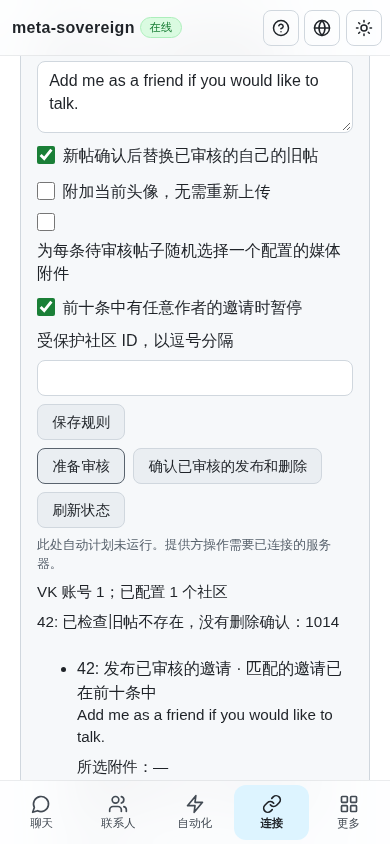 meta-sovereign 在线
Add me as a friend if you would like to
talk.
新帖确认后替换已审核的自己的旧帖
附加当前头像，无需重新上传
为每条待审核帖子随机选择一个配置的媒体
附件
前十条中有任意作者的邀请时暂停
受保护社区 ID，以逗号分隔
保存规则
准备审核 确认已审核的发布和删除
刷新状态
此处自动计划未运行。提供方操作需要已连接的服务
器。
VK 账号 1；已配置 1 个社区
42: 已检查旧帖不存在，没有删除确认：1014
42: 发布已审核的邀请 · 匹配的邀请已
在前十条中
Add me as a friend if you would like to
talk.
所选附件：—
聊天 联系人 自动化 连接 更多